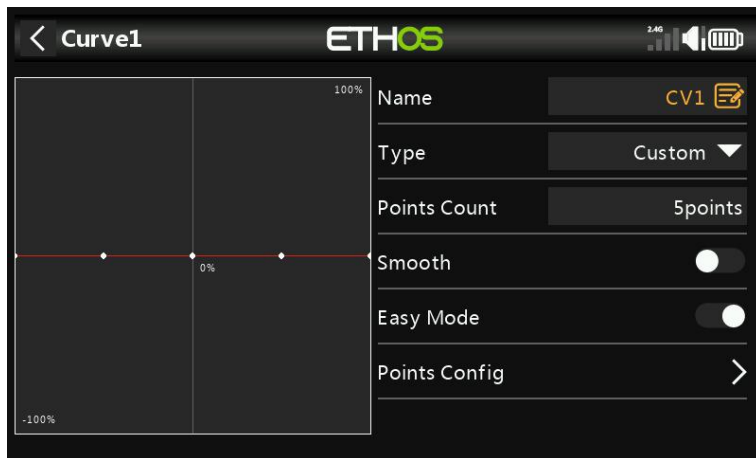 Curve1
ETHOS
2.4G
100%
0%
-100%
Name CV1
Type Custom
Points Count 5points
Smooth
Easy Mode
Points Config